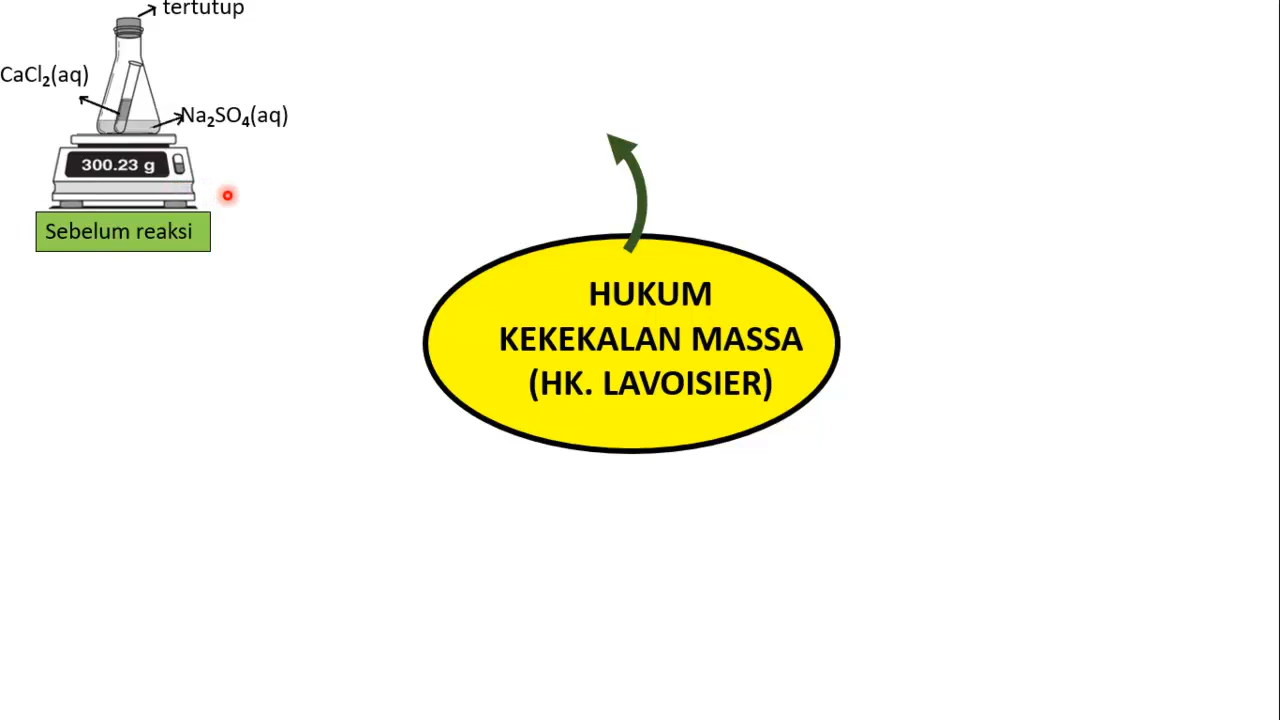 tertutup
CaCl₂(aq)
Na₂SO₄(aq)
300.23 g
Sebelum reaksi
HUKUM
KEKEKALAN MASSA
(HK. LAVOISIER)